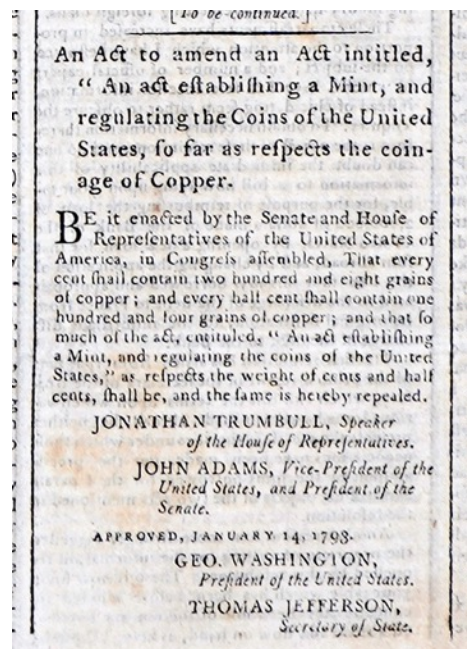 [To be continued.]
An Act to amend an Act intitled,
" An act eſtabliſhing a Mint, and
regulating the Coins of the United
States, ſo far as reſpects the coin-
age of Copper.
BE it enacted by the Senate and Houſe of
Repreſentatives of the United States of
America, in Congreſs aſſembled, That every
cent ſhall contain two hundred and eight grains
of copper; and every half cent ſhall contain one
hundred and four grains of copper; and that ſo
much of the act, entituled, " An act eſtabliſhing
a Mint, and regulating the coins of the United
States," as reſpects the weight of cents and half
cents, ſhall be, and the ſame is hereby repealed.
JONATHAN TRUMBULL, Speaker
of the Houſe of Repreſentatives.
JOHN ADAMS, Vice-Preſident of the
United States, and Preſident of the
Senate.
APPROVED, JANUARY 14, 1793.
GEO. WASHINGTON,
Preſident of the United States.
THOMAS JEFFERSON,
Secretary of State.